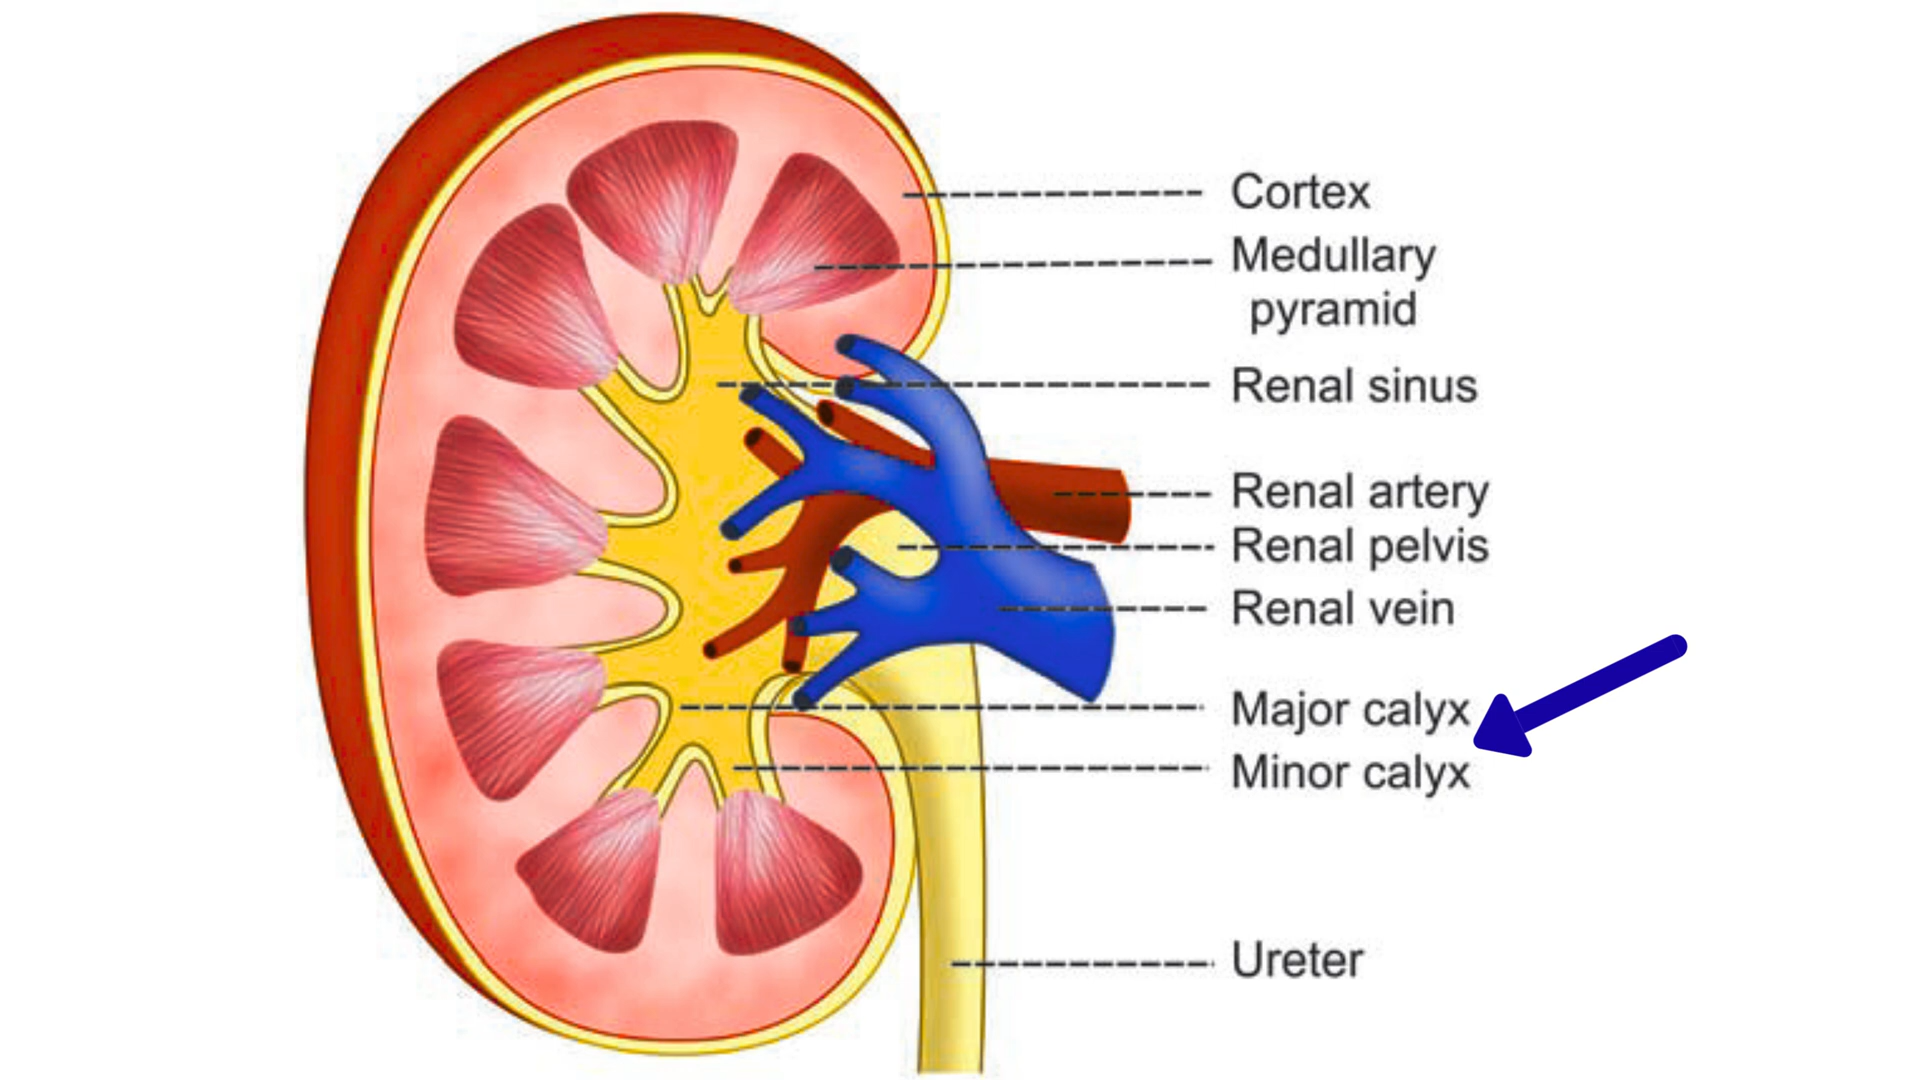 Cortex
Medullary
pyramid
Renal sinus
Renal artery
Renal pelvis
Renal vein
Major calyx
Minor calyx
Ureter